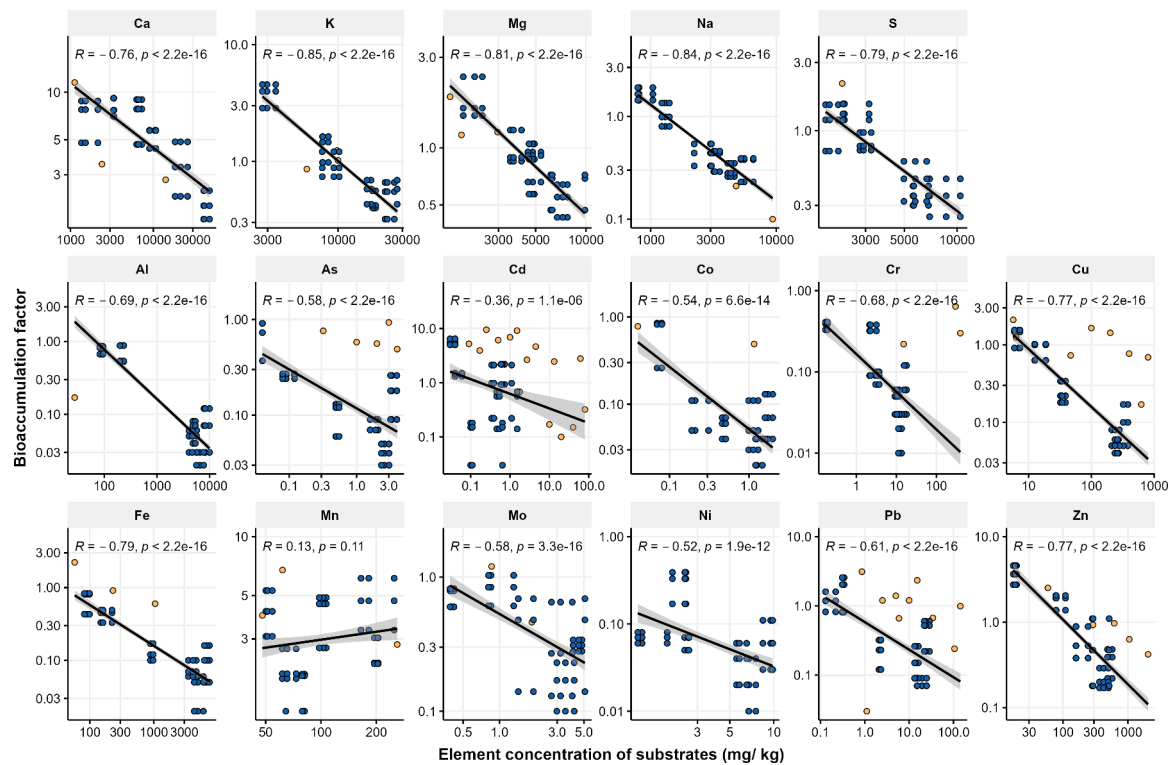 Ca K Mg Na S
R = −0.76, p < 2.2e-16 R = −0.85, p < 2.2e-16 R = −0.81, p < 2.2e-16 R = −0.84, p < 2.2e-16 R = −0.79, p < 2.2e-16
10 5 3
10.0 3.0 1.0 0.3
3.0 1.0 0.5
3.0 1.0 0.3 0.1
3.0 1.0 0.3
1000 3000 10000 30000
3000 10000 30000
3000 5000 10000
1000 3000 10000
3000 5000 10000
Al As Cd Co Cr Cu
R = −0.69, p < 2.2e-16 R = −0.58, p < 2.2e-16 R = −0.36, p = 1.1e-06 R = −0.54, p = 6.6e-14 R = −0.68, p < 2.2e-16 R = −0.77, p < 2.2e-16
3.00 1.00 0.30 0.10 0.03
1.00 0.30 0.10 0.03
10.0 1.0 0.1
1.00 0.30 0.10 0.03
1.00 0.10 0.01
3.00 1.00 0.30 0.10 0.03
100 1000 10000
0.1 0.3 1.0 3.0
0.1 1.0 10.0 100.0
0.1 0.3 1.0
1 10 100
10 100 1000
Fe Mn Mo Ni Pb Zn
R = −0.79, p < 2.2e-16 R = 0.13, p = 0.11 R = −0.58, p = 3.3e-16 R = −0.52, p = 1.9e-12 R = −0.61, p < 2.2e-16 R = −0.77, p < 2.2e-16
3.00 1.00 0.30 0.10 0.03
10 5 3
1.0 0.3 0.1
1.00 0.10 0.01
10.0 1.0 0.1
10.0 1.0 0.1
100 300 1000 3000
50 100 200
0.5 1.0 3.0 5.0
3 5 10
0.1 1.0 10.0 100.0
30 100 300 1000
Bioaccumulation factor
Element concentration of substrates (mg/ kg)